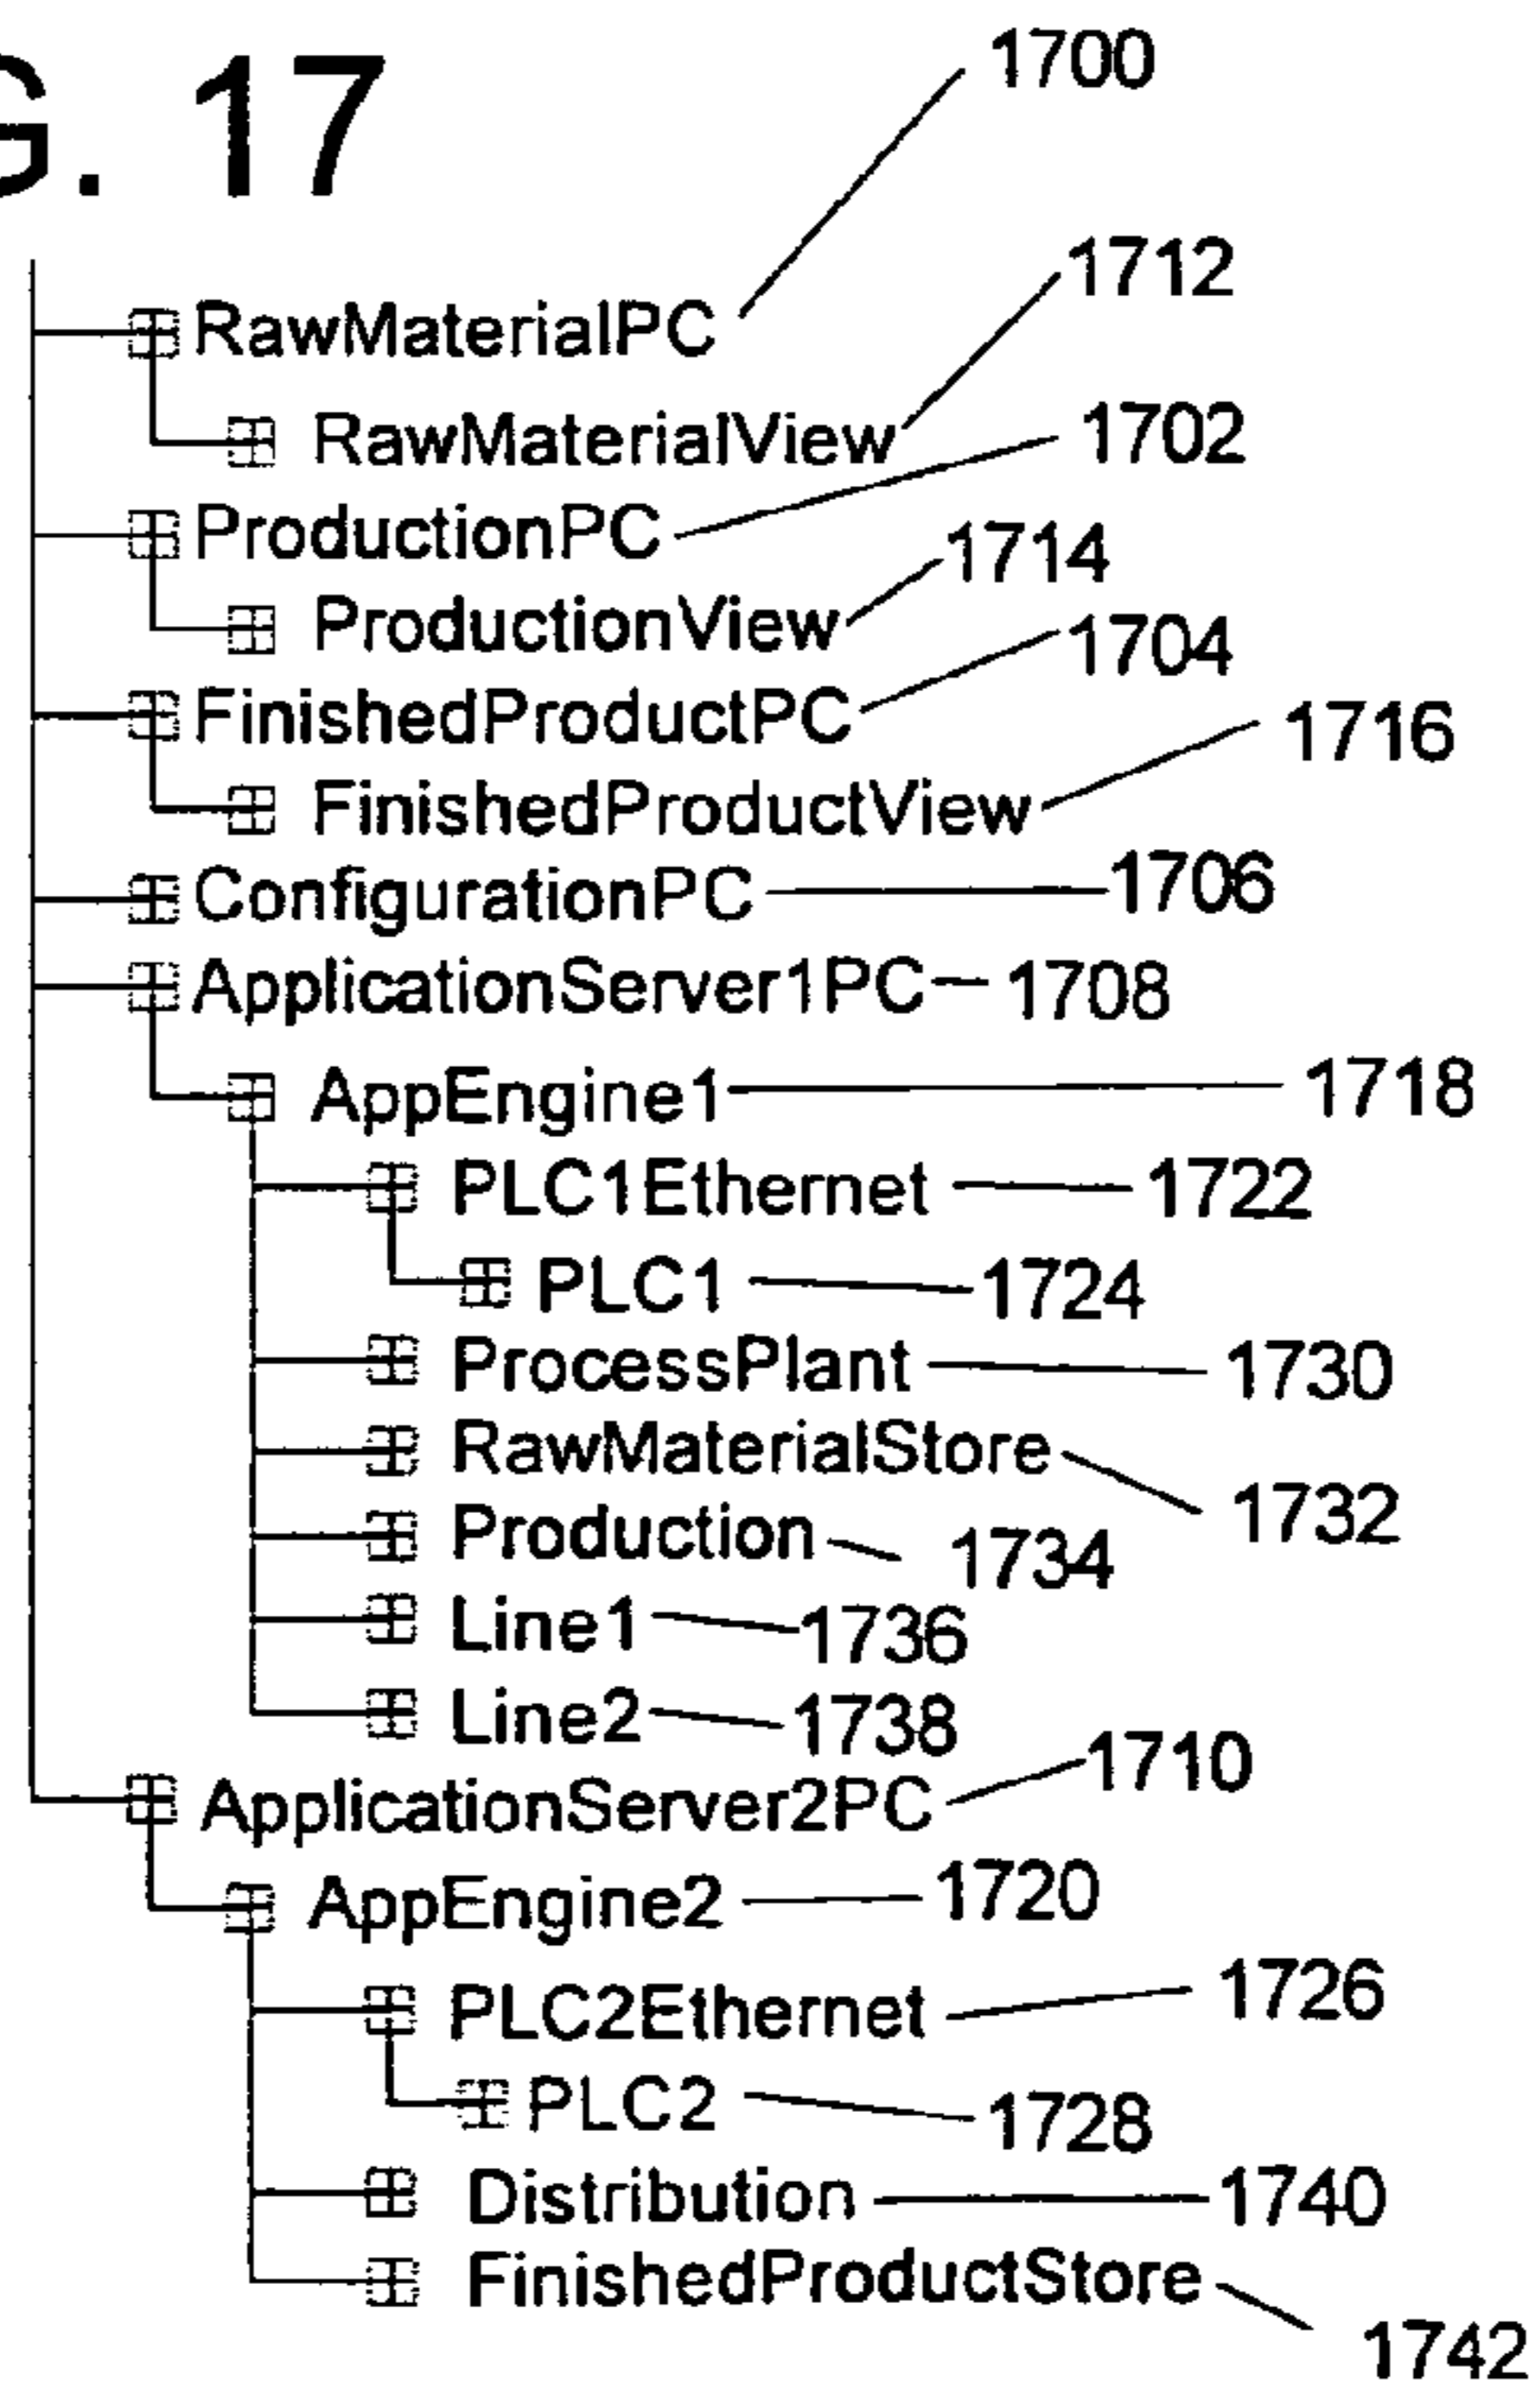 G. 17
1700
RawMaterialPC
1712
RawMaterialView
1702
ProductionPC
1714
ProductionView
1704
FinishedProductPC
1716
FinishedProductView
ConfigurationPC 1706
ApplicationServer1PC 1708
AppEngine1 1718
PLC1Ethernet 1722
PLC1 1724
ProcessPlant 1730
RawMaterialStore
1732
Production 1734
Line1 1736
Line2 1738
1710
ApplicationServer2PC
AppEngine2 1720
PLC2Ethernet 1726
PLC2 1728
Distribution 1740
FinishedProductStore
1742